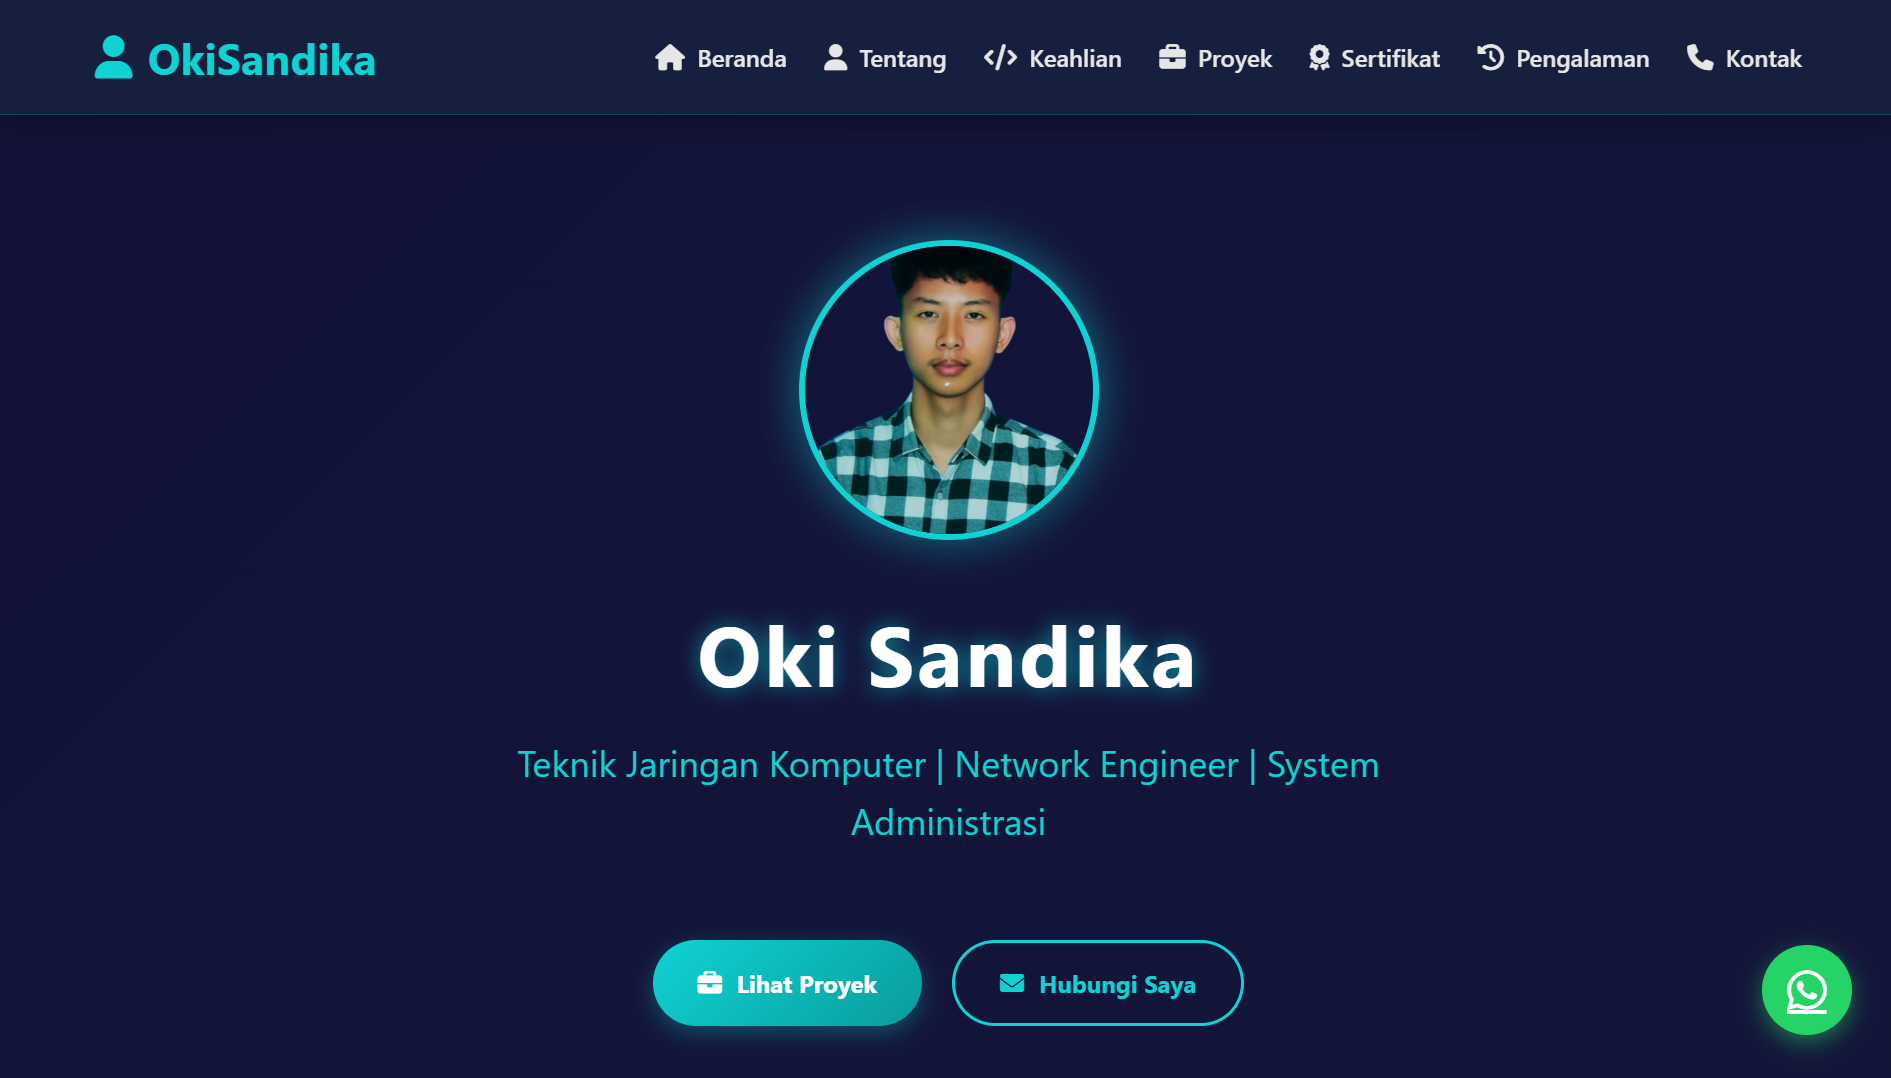 OkiSandika
Beranda
Tentang
Keahlian
Proyek
Sertifikat
Pengalaman
Kontak
Oki Sandika
Teknik Jaringan Komputer | Network Engineer | System
Administrasi
Lihat Proyek
Hubungi Saya